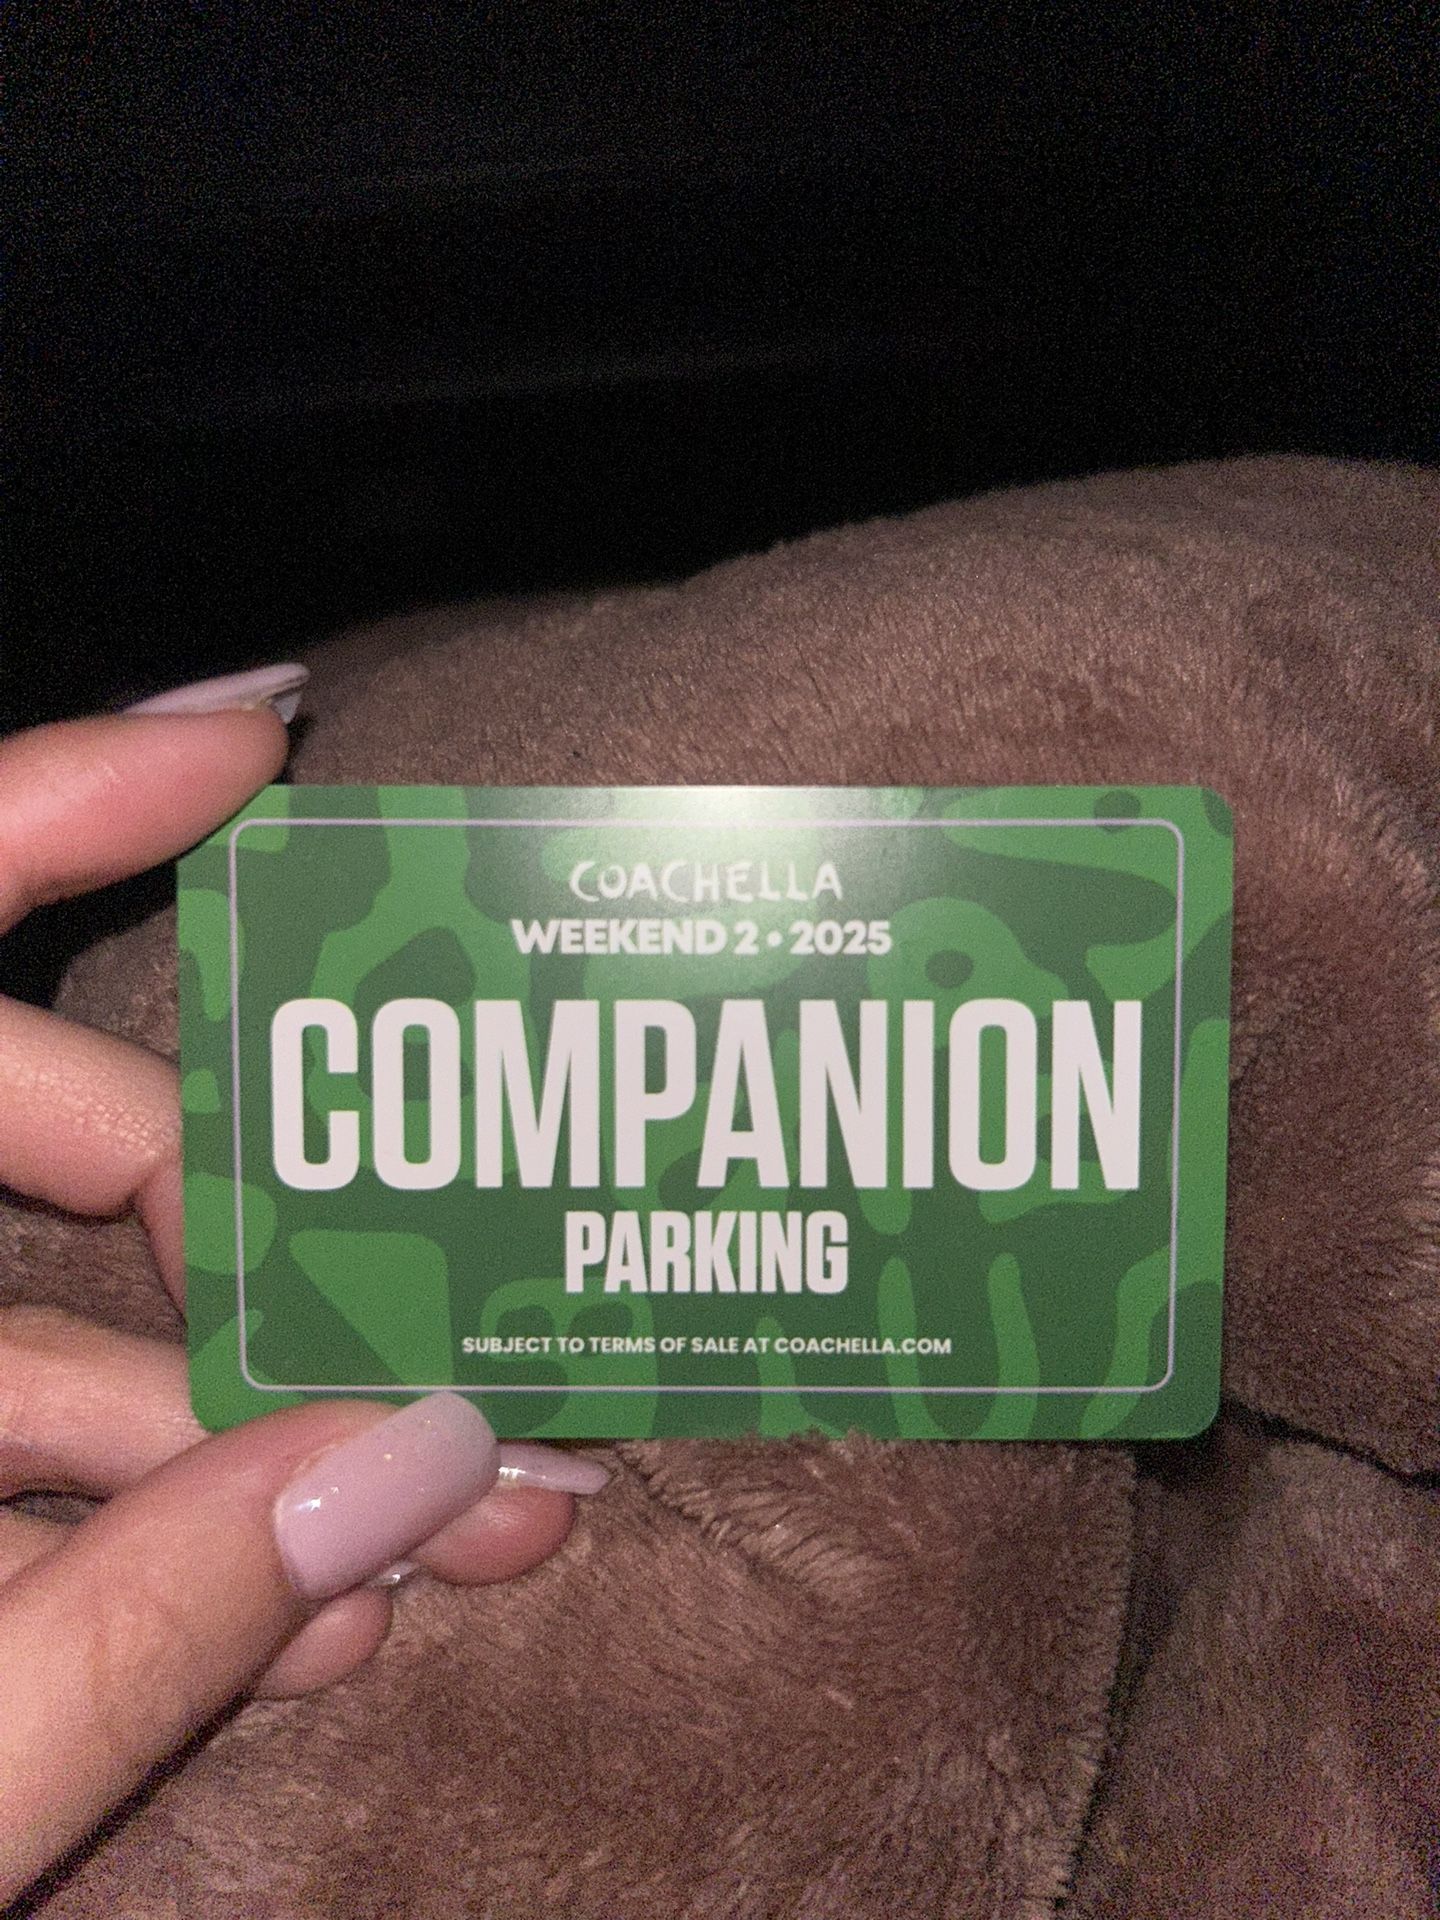 COACHELLA
WEEKEND 2 • 2025
COMPANION
PARKING
SUBJECT TO TERMS OF SALE AT COACHELLA.COM